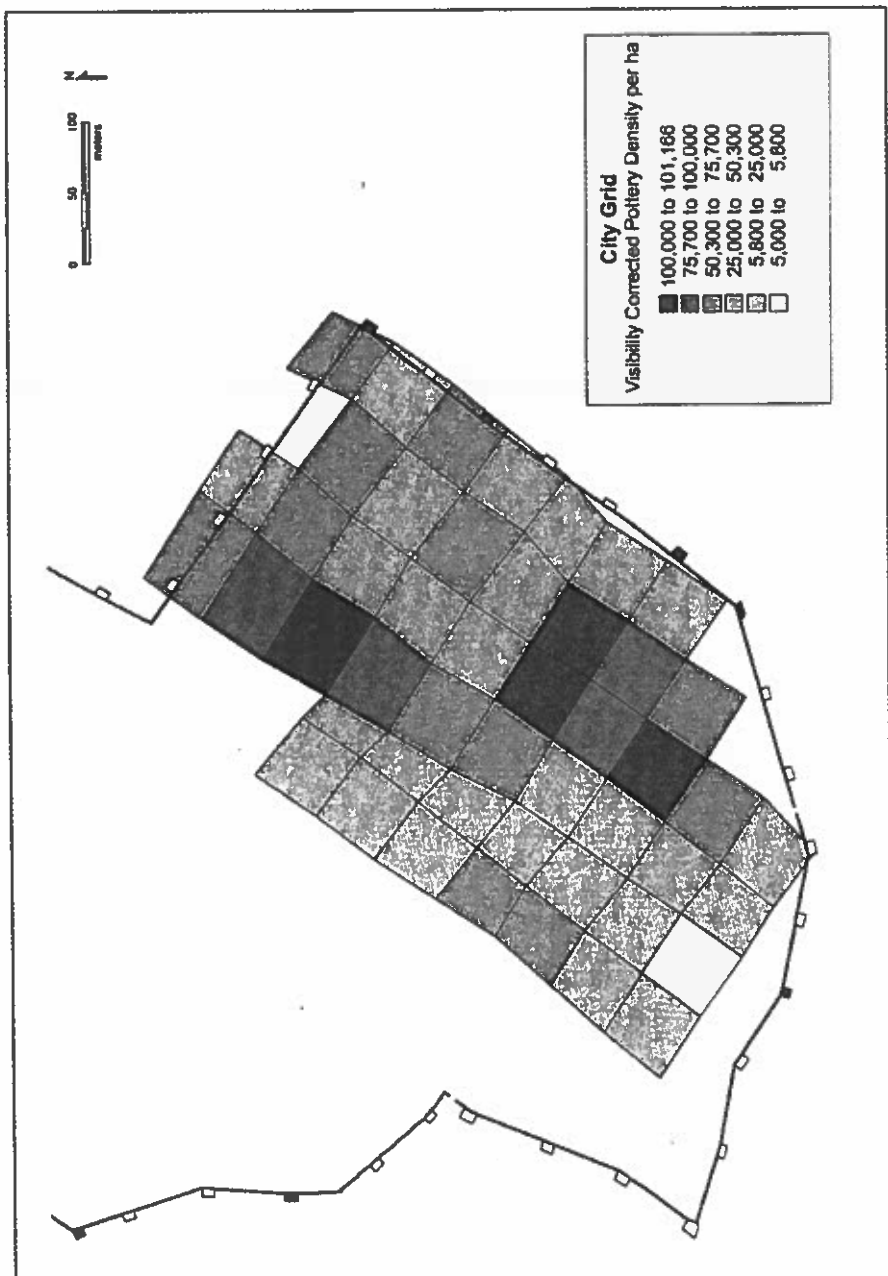 N
0 50 100
meters
City Grid
Visibility Corrected Pottery Density per ha
100,000 to 101,166
75,700 to 100,000
50,300 to 75,700
25,000 to 50,300
5,800 to 25,000
5,000 to 5,800